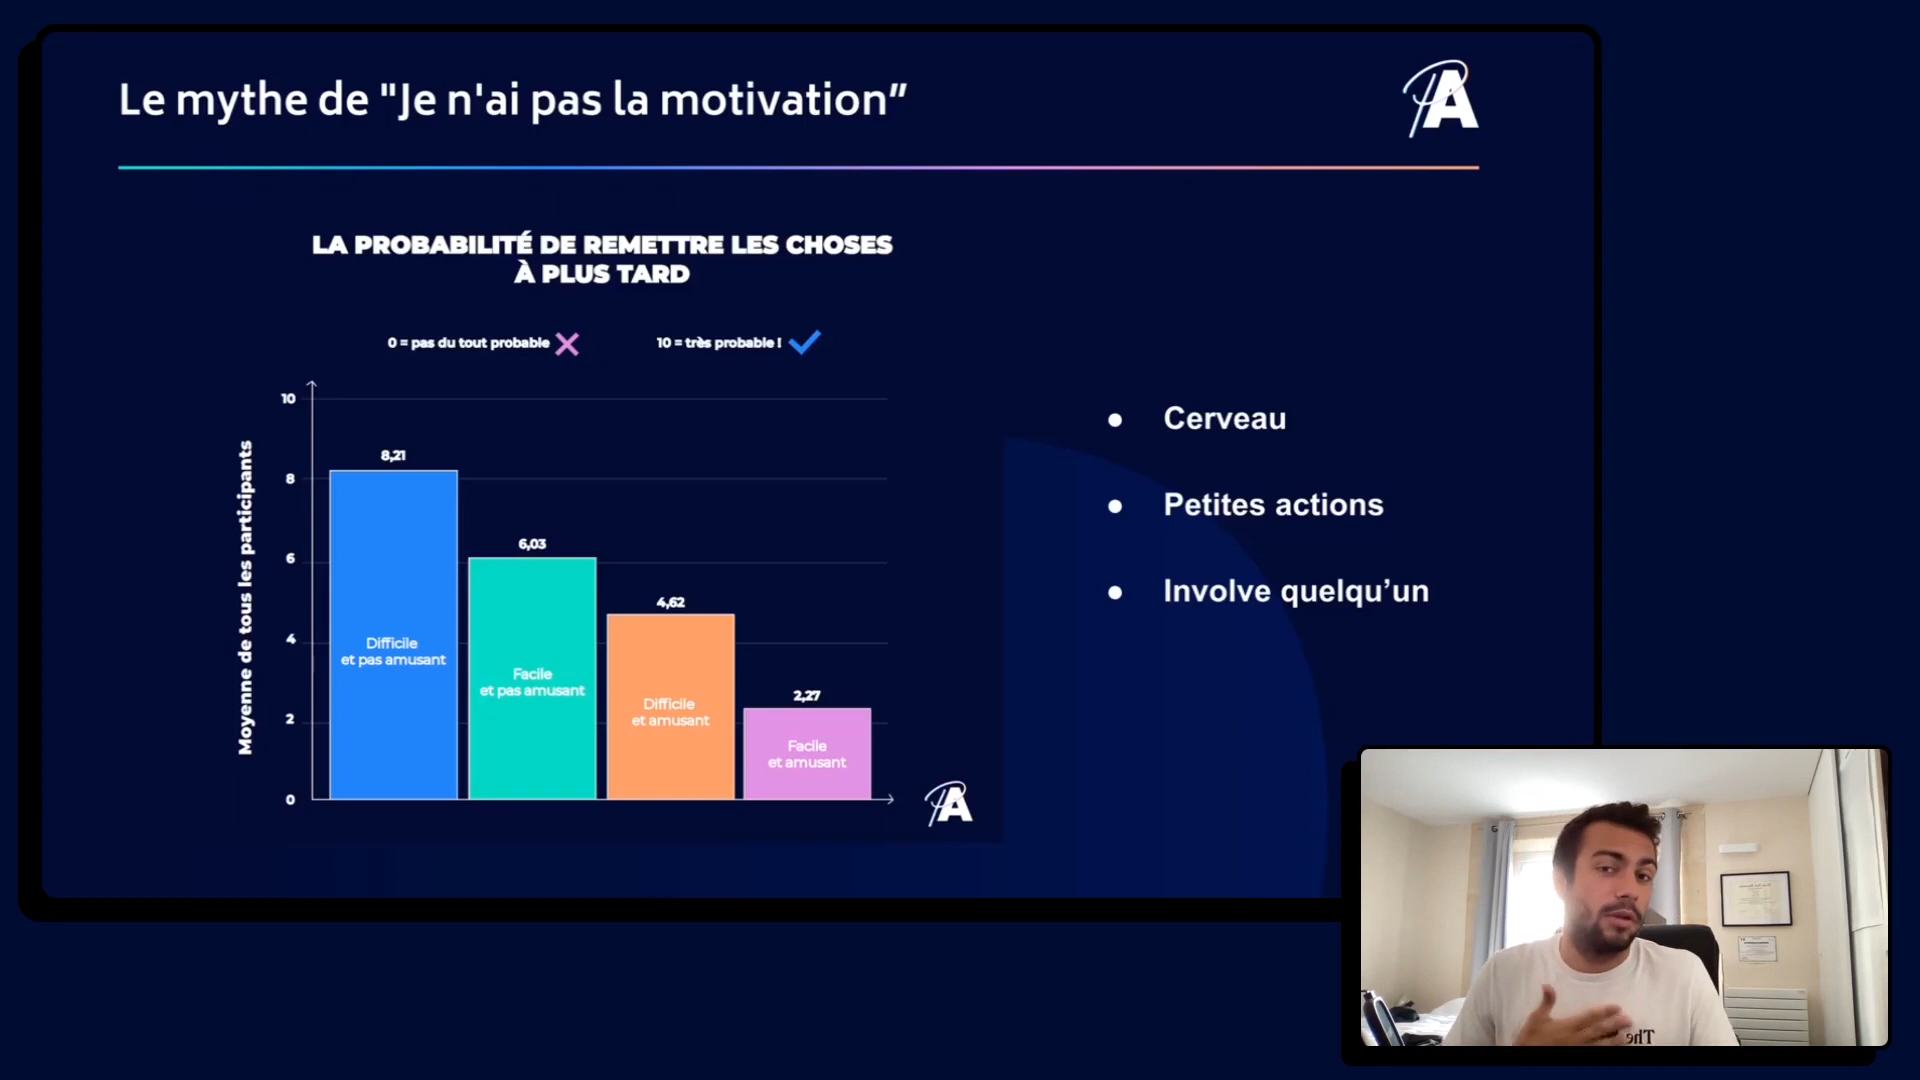 Le mythe de "Je n'ai pas la motivation”
PA
LA PROBABILITÉ DE REMETTRE LES CHOSES
À PLUS TARD
0 = pas du tout probable
10 = très probable !
Moyenne de tous les participants
10
8
6
4
2
0
8,21
Difficile
et pas amusant
6,03
Facile
et pas amusant
4,62
Difficile
et amusant
2,27
Facile
et amusant
PA
• Cerveau
• Petites actions
• Involve quelqu’un
The